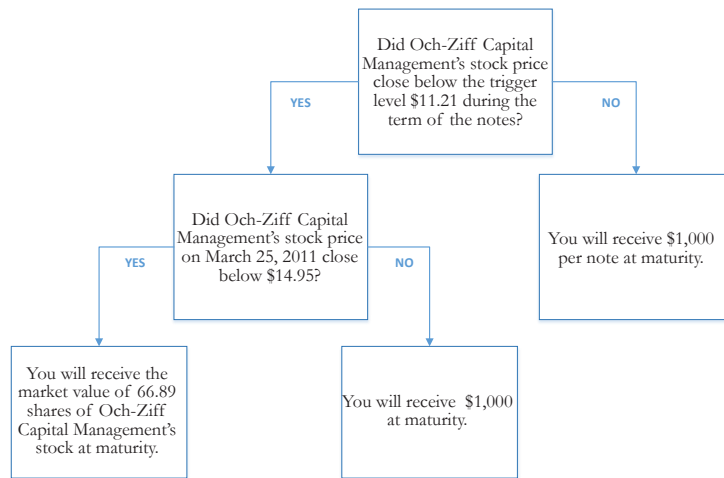 Did Och-Ziff Capital
Management's stock price
close below the trigger
level $11.21 during the
term of the notes?
YES
NO
Did Och-Ziff Capital
Management's stock price
on March 25, 2011 close
below $14.95?
You will receive $1,000
per note at maturity.
YES
NO
You will receive the
market value of 66.89
shares of Och-Ziff
Capital Management's
stock at maturity.
You will receive $1,000
at maturity.